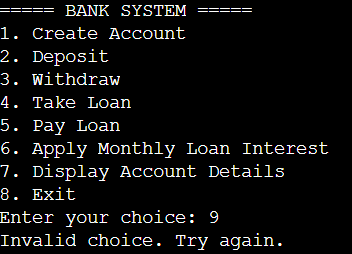 ===== BANK SYSTEM =====
1. Create Account
2. Deposit
3. Withdraw
4. Take Loan
5. Pay Loan
6. Apply Monthly Loan Interest
7. Display Account Details
8. Exit
Enter your choice: 9
Invalid choice. Try again.